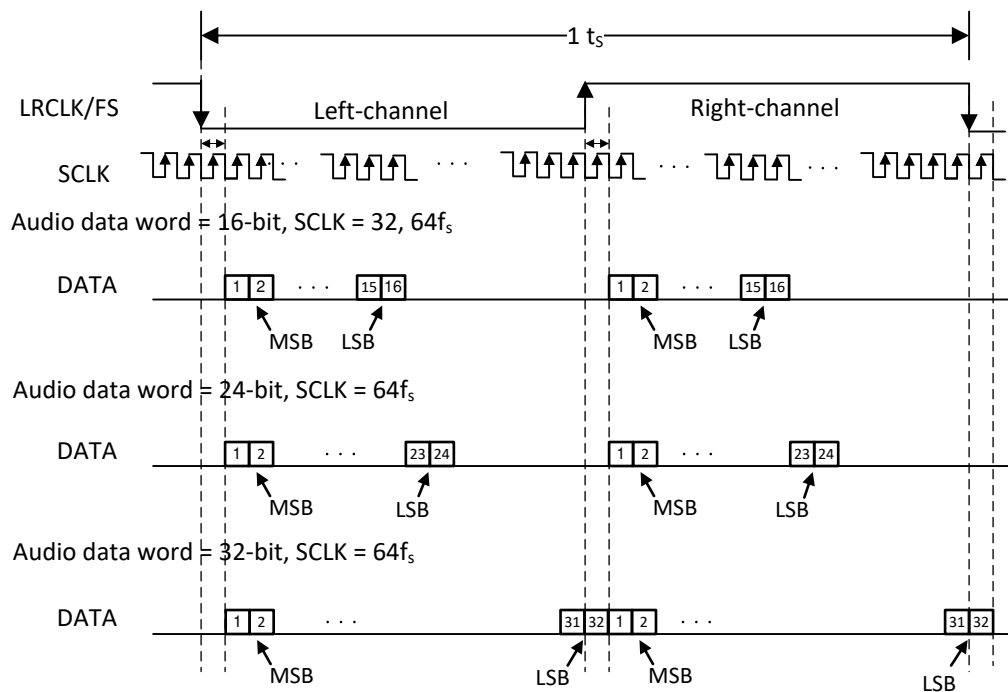 1 tS
LRCLK/FS
Left-channel
Right-channel
SCLK
. . .
. . .
. . .
. . .
Audio data word = 16-bit, SCLK = 32, 64fs
DATA
1 2 . . . 15 16
1 2 . . . 15 16
MSB
LSB
MSB
LSB
Audio data word = 24-bit, SCLK = 64fs
DATA
1 2 . . . 23 24
1 2 . . . 23 24
MSB
LSB
MSB
LSB
Audio data word = 32-bit, SCLK = 64fs
DATA
1 2 . . . 31 32
1 2 . . . 31 32
MSB
LSB
MSB
LSB